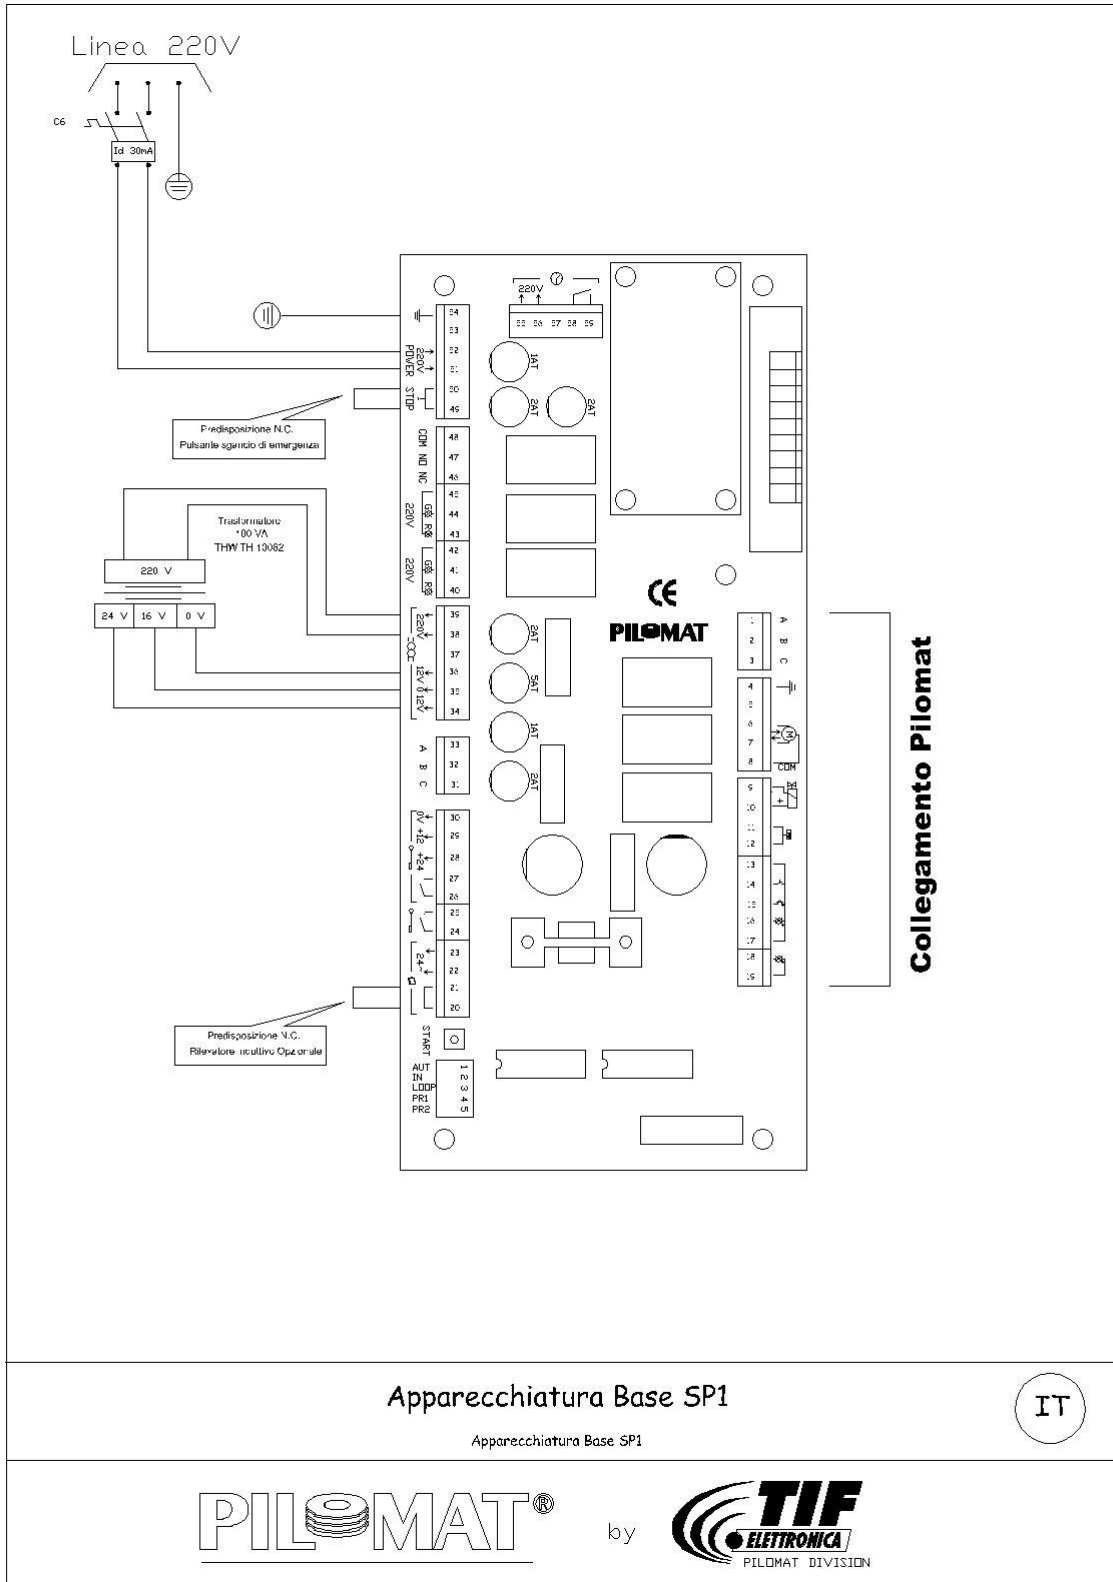 Linea 220V
C6
Id 30mA
220V
55 56 57 58 59
54
53
52
51
50
49
220V
POWER
STOP
1AT
2AT
2AT
Predisposizione N.C.
Pulsante sgancio di emergenza
COM NO NC
48
47
46
45
44
43
42
41
40
220V
G R
220V
G R
Trasformatore
100 VA
220 V
24 V 16 V 0 V
39
38
37
36
35
34
220V
12V 0 12V
2AT
5AT
1AT
2AT
CE
PILOMAT
A
B
C
33
32
31
30
29
28
27
26
25
24
23
22
21
20
0V +12 +24
24~
Predisposizione N.C.
Rilevatore induttivo Opzionale
START
AUT 1
IN 2
LOOP 3
PR1 4
PR2 5
1 A
2 B
3 C
4
5
6
7
8
M
COM
9
10
+
11
12
13
14
15
16
17
18
19
Collegamento Pilomat
Apparecchiatura Base SP1
Apparecchiatura Base SP1
IT
PILOMAT®
by
TIF
ELETTRONICA
PILOMAT DIVISION